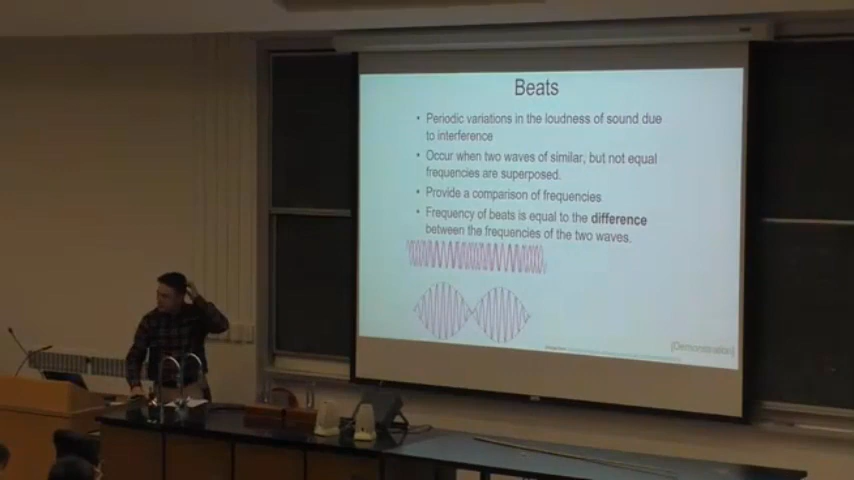 Beats
• Periodic variations in the loudness of sound due
to interference
• Occur when two waves of similar, but not equal
frequencies are superposed.
• Provide a comparison of frequencies
• Frequency of beats is equal to the difference
between the frequencies of the two waves.
[Demonstration]